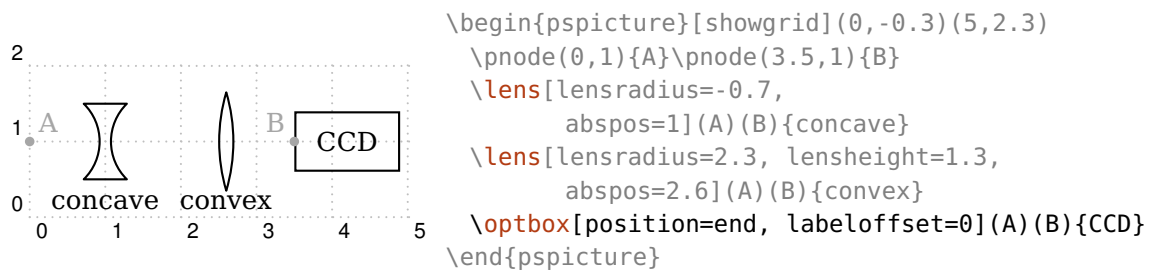 2
1
0
A
B
CCD
concave convex
0 1 2 3 4 5
\begin{pspicture}[showgrid](0,-0.3)(5,2.3)
\pnode(0,1){A}\pnode(3.5,1){B}
\lens[lensradius=-0.7,
abspos=1](A)(B){concave}
\lens[lensradius=2.3, lensheight=1.3,
abspos=2.6](A)(B){convex}
\optbox[position=end, labeloffset=0](A)(B){CCD}
\end{pspicture}